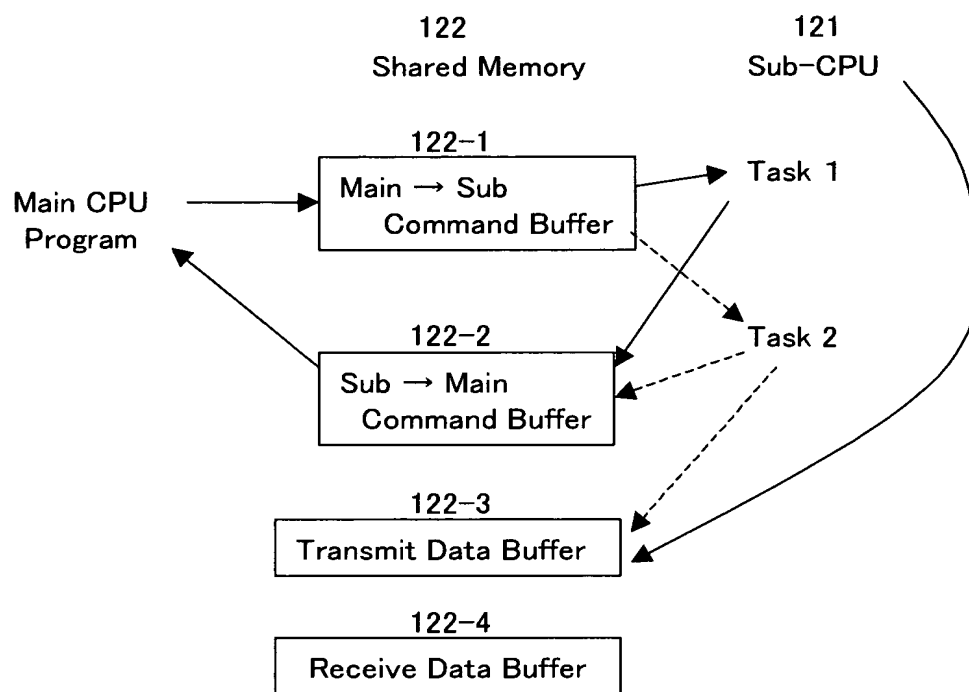 122
Shared Memory
121
Sub-CPU
122-1
Main → Sub
Command Buffer
Task 1
Main CPU
Program
122-2
Sub → Main
Command Buffer
Task 2
122-3
Transmit Data Buffer
122-4
Receive Data Buffer